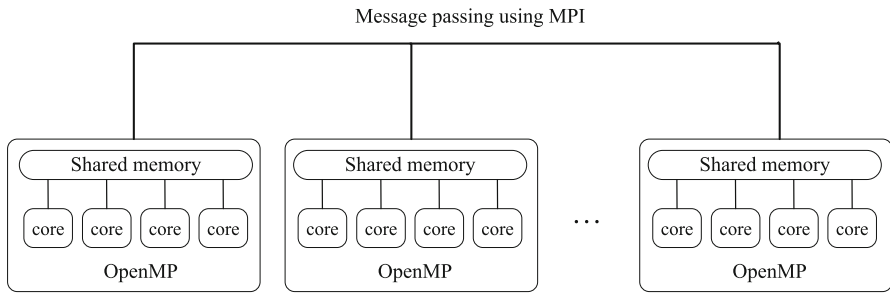 Message passing using MPI
Shared memory Shared memory Shared memory
core core core core core core core core ... core core core core
OpenMP OpenMP OpenMP